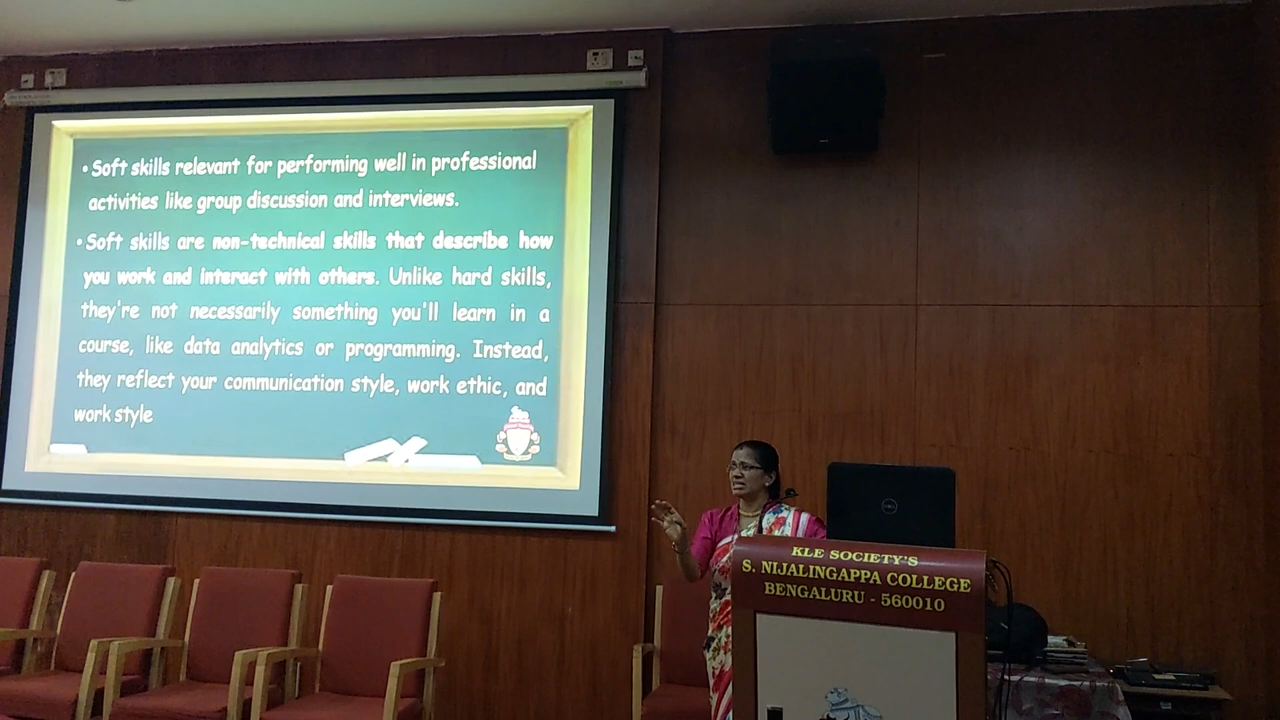 • Soft skills relevant for performing well in professional
activities like group discussion and interviews.
• Soft skills are non-technical skills that describe how
you work and interact with others. Unlike hard skills,
they're not necessarily something you'll learn in a
course, like data analytics or programming. Instead,
they reflect your communication style, work ethic, and
work style
DELL
KLE SOCIETY'S
S. NIJALINGAPPA COLLEGE
BENGALURU - 560010